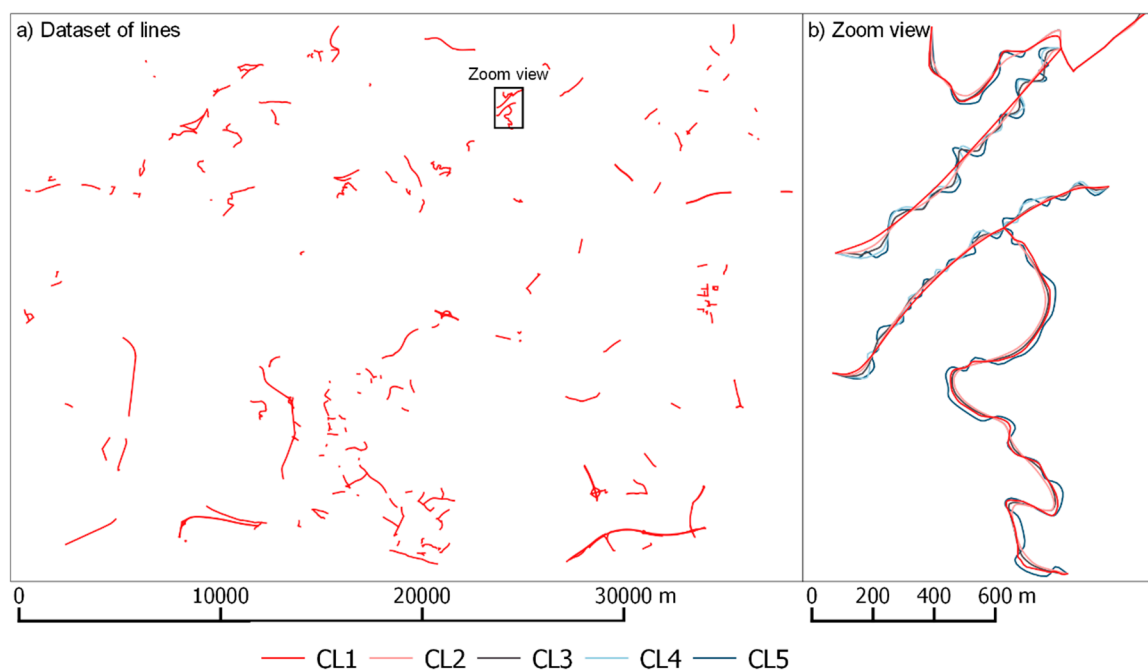 a) Dataset of lines
b) Zoom view
Zoom view
0 10000 20000 30000 m
0 200 400 600 m
CL1 CL2 CL3 CL4 CL5